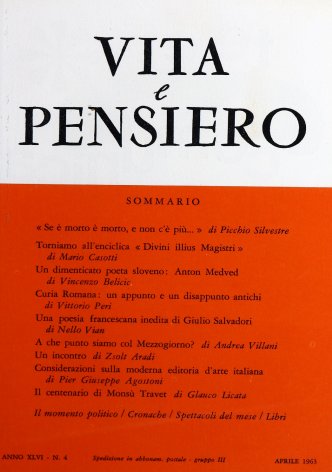 VITA
e
PENSIERO
SOMMARIO
« Se è morto è morto, e non c'è più... » di Picchio Silvestre
Torniamo all'enciclica « Divini illius Magistri »
di Mario Casotti
Un dimenticato poeta sloveno: Anton Medved
di Vincenzo Belicic
Curia Romana: un appunto e un disappunto antichi
di Vittorio Peri
Una poesia francescana inedita di Giulio Salvadori
di Nello Vian
A che punto siamo col Mezzogiorno? di Andrea Villani
Un incontro di Zsolt Aradi
Considerazioni sulla moderna editoria d'arte italiana
di Pier Giuseppe Agostoni
Il centenario di Monsù Travet di Glauco Licata
Il momento politico / Cronache / Spettacoli del mese / Libri
ANNO XLVI - N. 4 Spedizione in abbonam. postale - gruppo III APRILE 1963